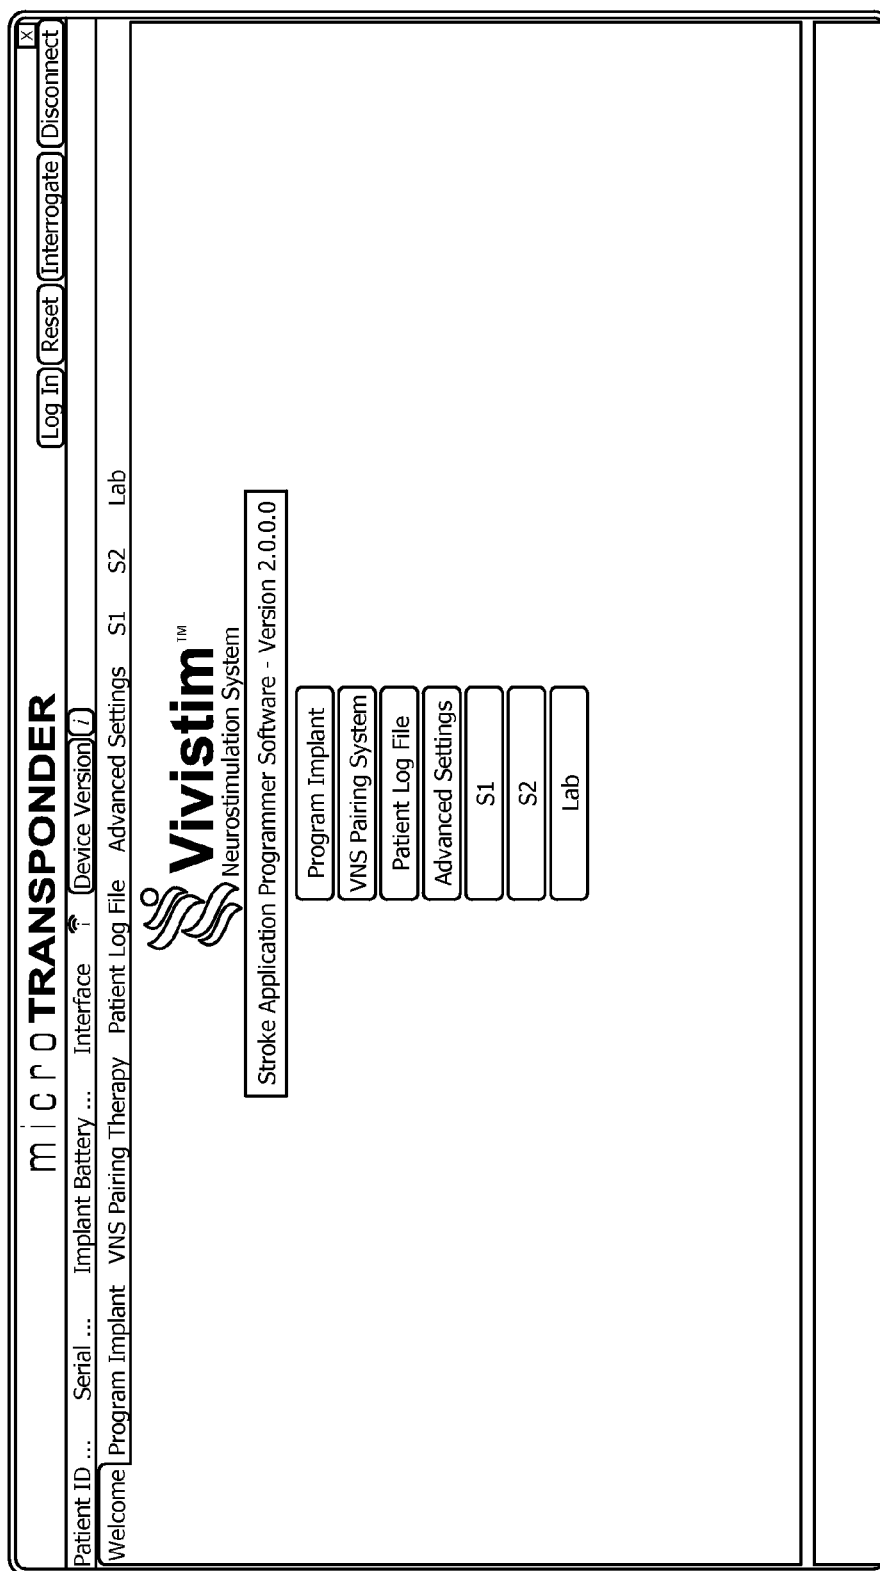 X
microTRANSPONDER
Log In Reset Interrogate Disconnect
Patient ID ... Serial ... Implant Battery ... Interface i Device Version i
Welcome Program Implant VNS Pairing Therapy Patient Log File Advanced Settings S1 S2 Lab
Vivistim™
Neurostimulation System
Stroke Application Programmer Software - Version 2.0.0.0
Program Implant
VNS Pairing System
Patient Log File
Advanced Settings
S1
S2
Lab